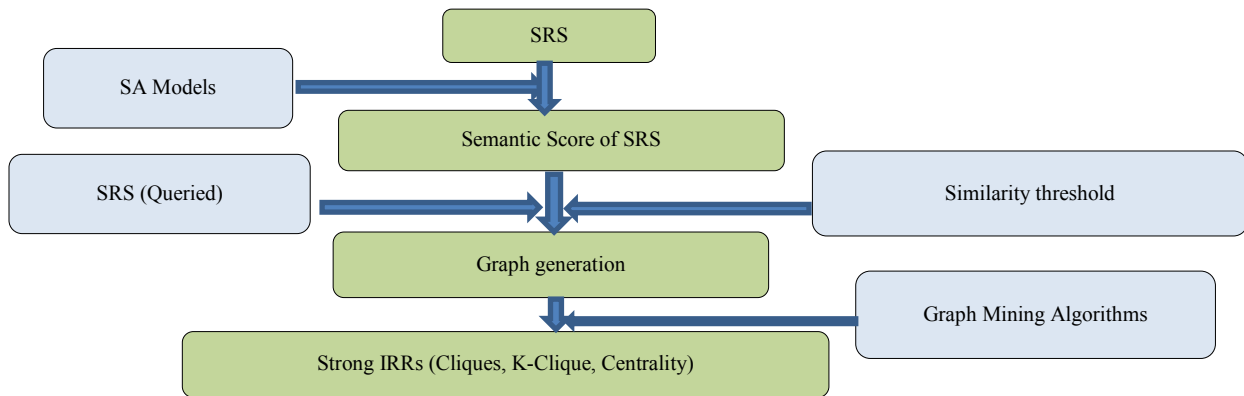 SRS
SA Models
Semantic Score of SRS
SRS (Queried)
Similarity threshold
Graph generation
Graph Mining Algorithms
Strong IRRs (Cliques, K-Clique, Centrality)